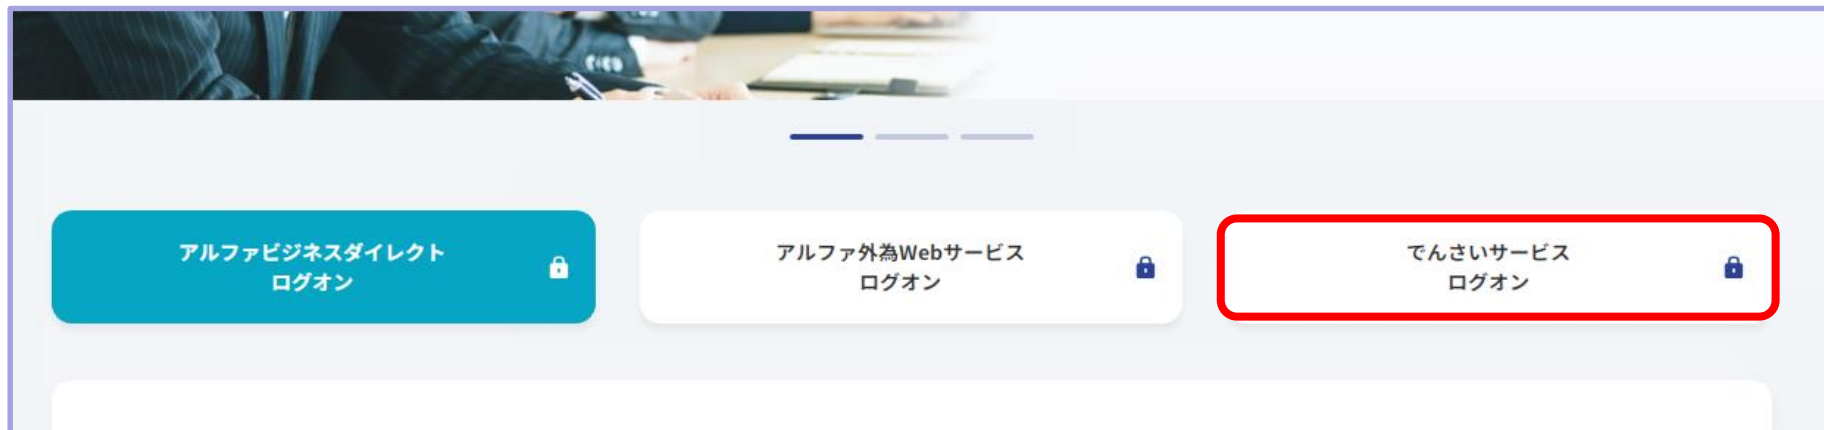 アルファビジネスダイレクト
ログオン
アルファ外為Webサービス
ログオン
でんさいサービス
ログオン